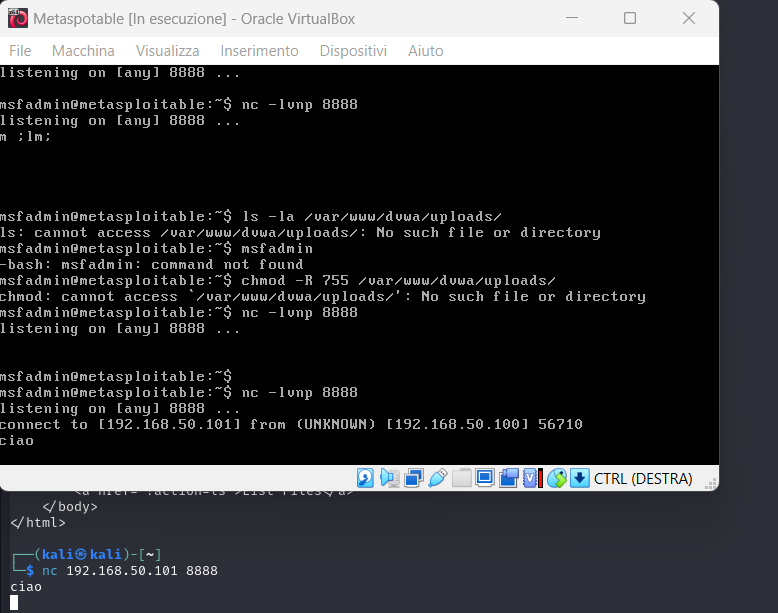 Metaspotable [In esecuzione] - Oracle VirtualBox
File Macchina Visualizza Inserimento Dispositivi Aiuto
listening on [any] 8888 ...
msfadmin@metasploitable:~$ nc -lvnp 8888
listening on [any] 8888 ...
m ;lm;
msfadmin@metasploitable:~$ ls -la /var/www/dvwa/uploads/
ls: cannot access /var/www/dvwa/uploads/: No such file or directory
msfadmin@metasploitable:~$ msfadmin
-bash: msfadmin: command not found
msfadmin@metasploitable:~$ chmod -R 755 /var/www/dvwa/uploads/
chmod: cannot access `/var/www/dvwa/uploads/': No such file or directory
msfadmin@metasploitable:~$ nc -lvnp 8888
listening on [any] 8888 ...
msfadmin@metasploitable:~$
msfadmin@metasploitable:~$ nc -lvnp 8888
listening on [any] 8888 ...
connect to [192.168.50.101] from (UNKNOWN) [192.168.50.100] 56710
ciao
CTRL (DESTRA)
<a href="?action=ls">List Files</a>
</body>
</html>
┌──(kali㉿kali)-[~]
└─$ nc 192.168.50.101 8888
ciao